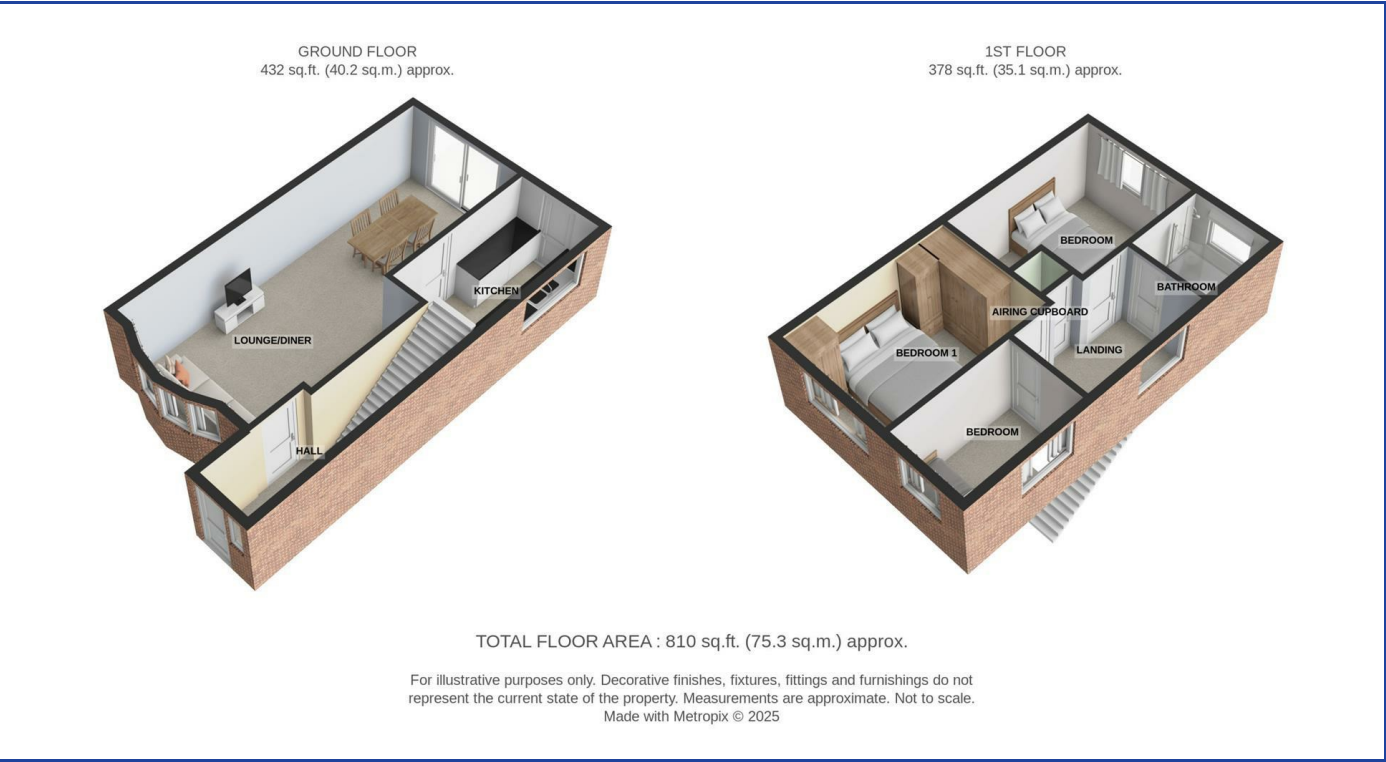 GROUND FLOOR
432 sq.ft. (40.2 sq.m.) approx.
KITCHEN
LOUNGE/DINER
HALL
1ST FLOOR
378 sq.ft. (35.1 sq.m.) approx.
BEDROOM
BATHROOM
AIRING CUPBOARD
LANDING
BEDROOM 1
BEDROOM
TOTAL FLOOR AREA : 810 sq.ft. (75.3 sq.m.) approx.
For illustrative purposes only. Decorative finishes, fixtures, fittings and furnishings do not
represent the current state of the property. Measurements are approximate. Not to scale.
Made with Metropix © 2025